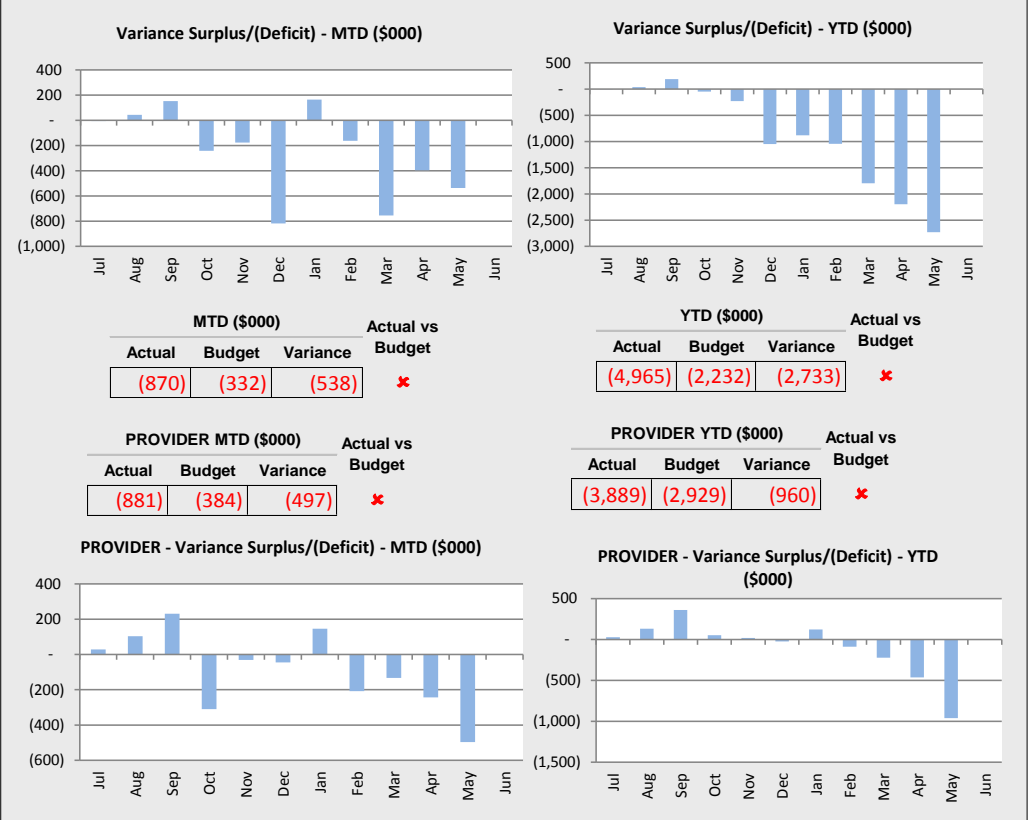 Variance Surplus/(Deficit) - MTD ($000)
400
200
-
(200)
(400)
(600)
(800)
(1,000)
Jul Aug Sep Oct Nov Dec Jan Feb Mar Apr May Jun
Variance Surplus/(Deficit) - YTD ($000)
500
-
(500)
(1,000)
(1,500)
(2,000)
(2,500)
(3,000)
Jul Aug Sep Oct Nov Dec Jan Feb Mar Apr May Jun
MTD ($000)
Actual vs
Budget
Actual Budget Variance
(870) (332) (538) ✘
YTD ($000)
Actual vs
Budget
Actual Budget Variance
(4,965) (2,232) (2,733) ✘
PROVIDER MTD ($000)
Actual vs
Budget
Actual Budget Variance
(881) (384) (497) ✘
PROVIDER YTD ($000)
Actual vs
Budget
Actual Budget Variance
(3,889) (2,929) (960) ✘
PROVIDER - Variance Surplus/(Deficit) - MTD ($000)
400
200
-
(200)
(400)
(600)
Jul Aug Sep Oct Nov Dec Jan Feb Mar Apr May Jun
PROVIDER - Variance Surplus/(Deficit) - YTD
($000)
500
-
(500)
(1,000)
(1,500)
Jul Aug Sep Oct Nov Dec Jan Feb Mar Apr May Jun